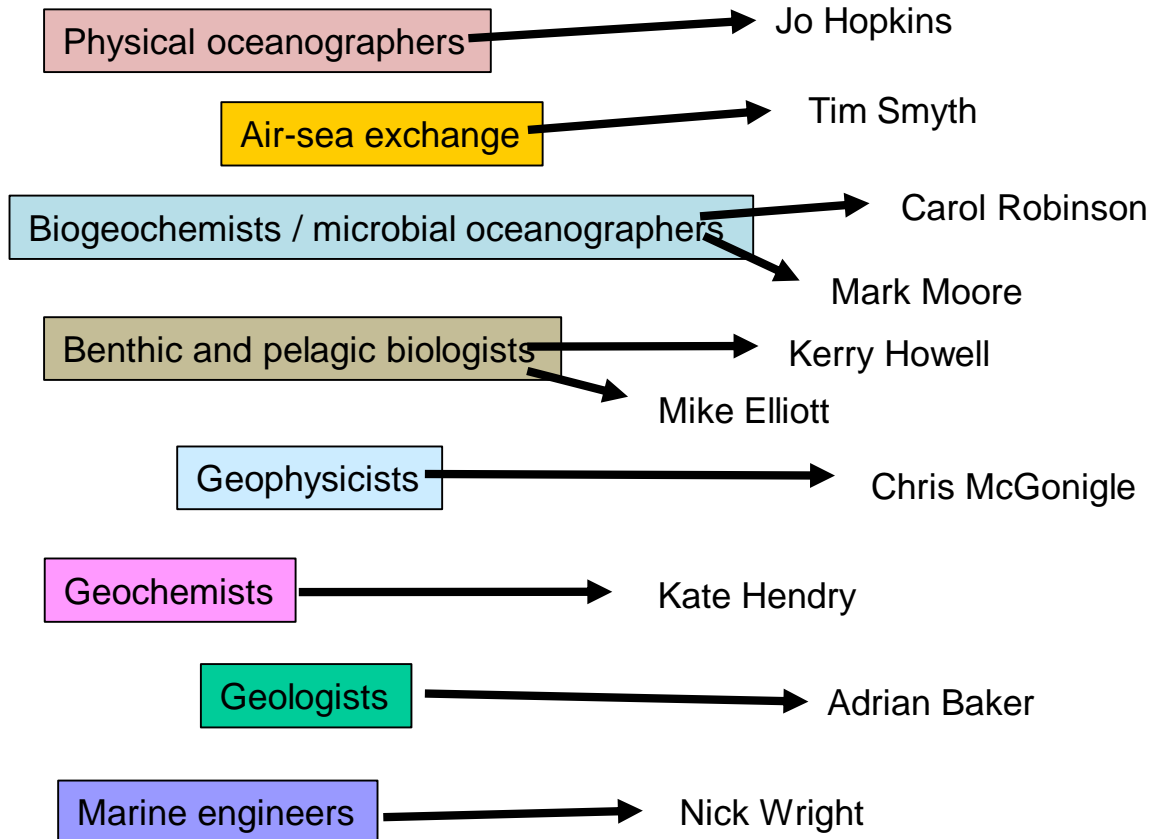 Physical oceanographers
Jo Hopkins
Air-sea exchange
Tim Smyth
Biogeochemists / microbial oceanographers
Carol Robinson
Mark Moore
Benthic and pelagic biologists
Kerry Howell
Mike Elliott
Geophysicists
Chris McGonigle
Geochemists
Kate Hendry
Geologists
Adrian Baker
Marine engineers
Nick Wright